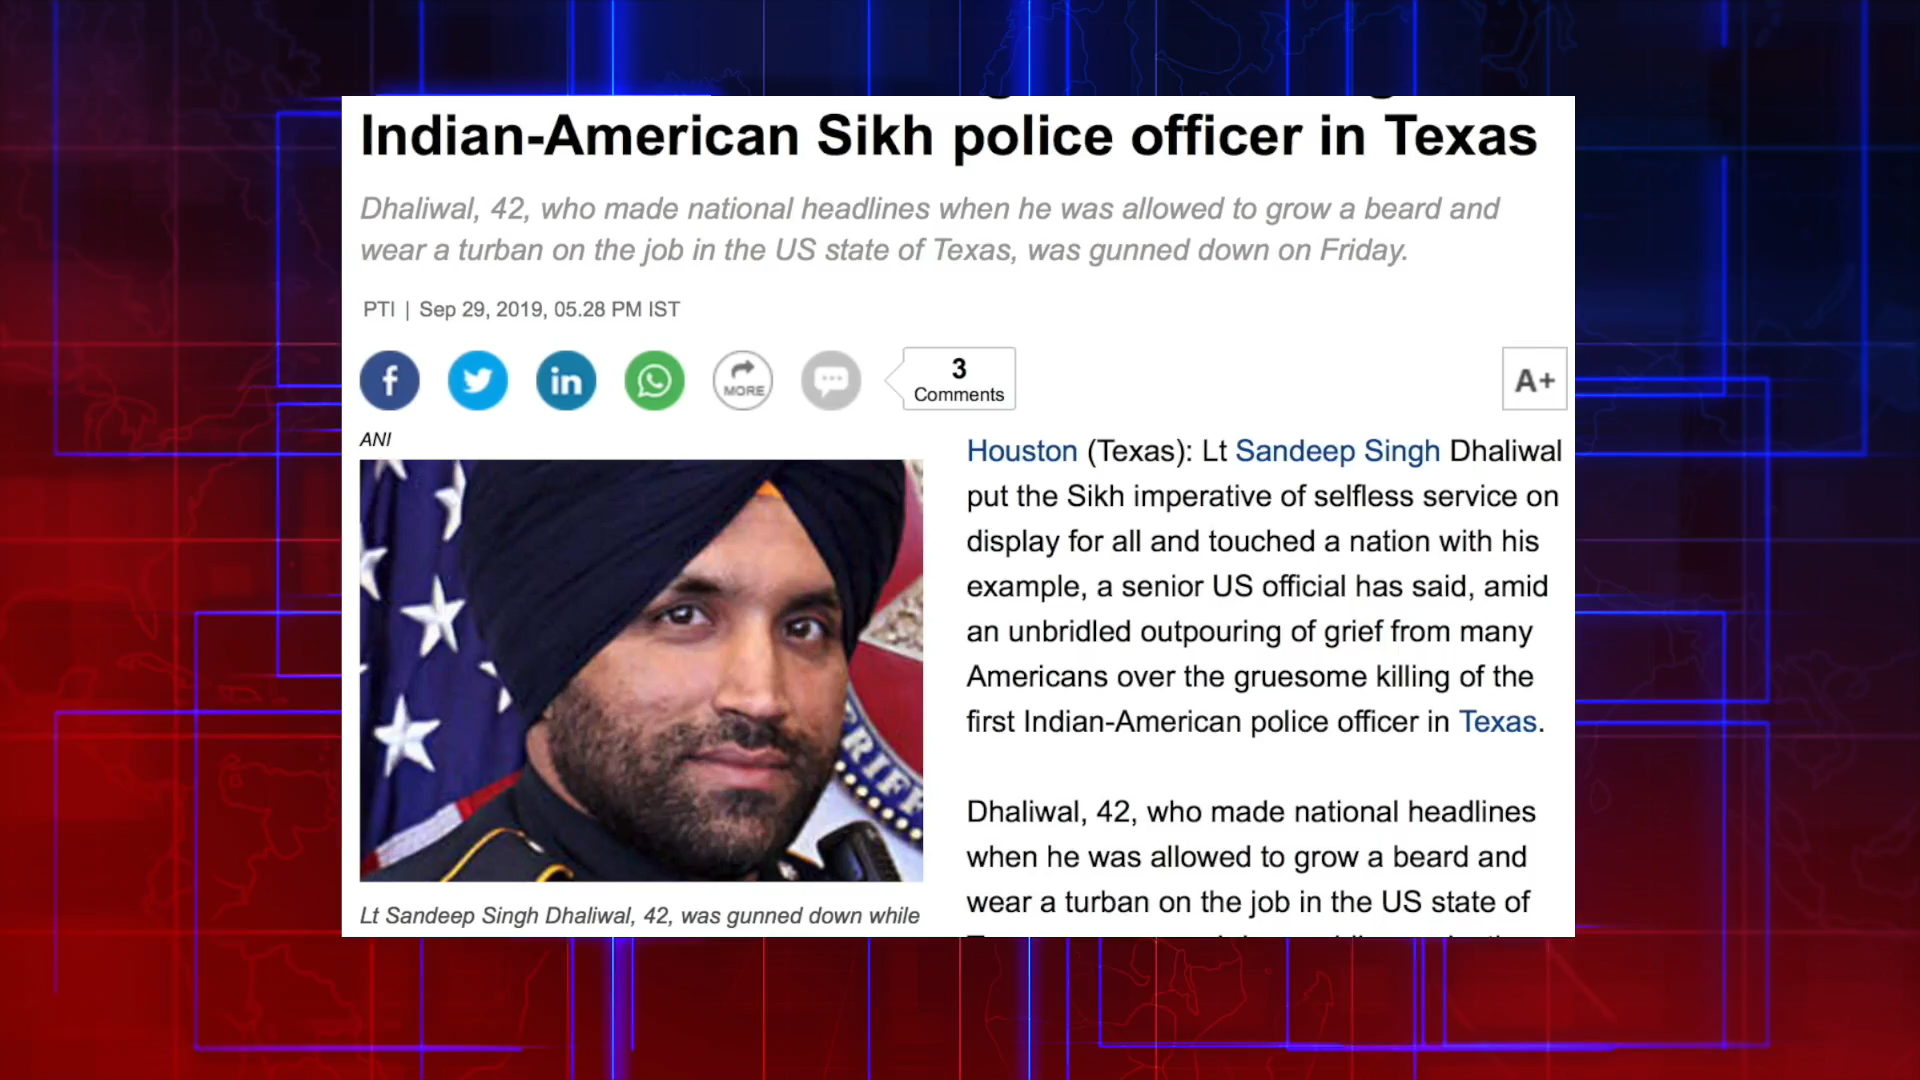 Indian-American Sikh police officer in Texas
Dhaliwal, 42, who made national headlines when he was allowed to grow a beard and
wear a turban on the job in the US state of Texas, was gunned down on Friday.
PTI | Sep 29, 2019, 05.28 PM IST
f
in
MORE
3
Comments
A+
ANI
RIFF
Lt Sandeep Singh Dhaliwal, 42, was gunned down while
Houston (Texas): Lt Sandeep Singh Dhaliwal
put the Sikh imperative of selfless service on
display for all and touched a nation with his
example, a senior US official has said, amid
an unbridled outpouring of grief from many
Americans over the gruesome killing of the
first Indian-American police officer in Texas.
Dhaliwal, 42, who made national headlines
when he was allowed to grow a beard and
wear a turban on the job in the US state of